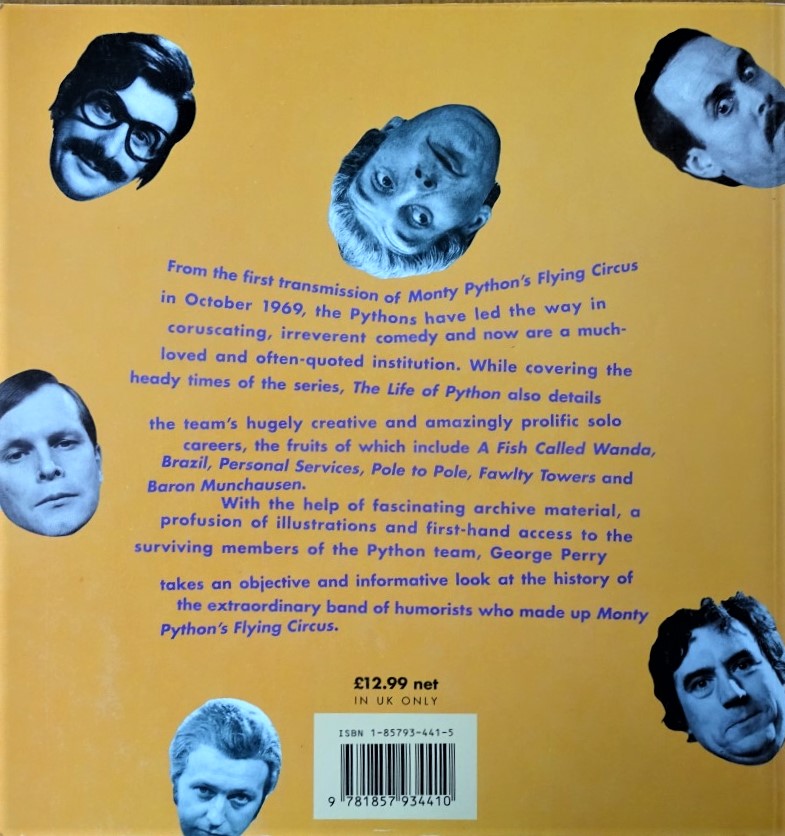 From the first transmission of Monty Python's Flying Circus
in October 1969, the Pythons have led the way in
coruscating, irreverent comedy and now are a much-
loved and often-quoted institution. While covering the
heady times of the series, The Life of Python also details
the team's hugely creative and amazingly prolific solo
careers, the fruits of which include A Fish Called Wanda,
Brazil, Personal Services, Pole to Pole, Fawlty Towers and
Baron Munchausen.
With the help of fascinating archive material, a
profusion of illustrations and first-hand access to the
surviving members of the Python team, George Perry
takes an objective and informative look at the history of
the extraordinary band of humorists who made up Monty
Python's Flying Circus.
£12.99 net
IN UK ONLY
ISBN 1-85793-441-5
9 781857 934410